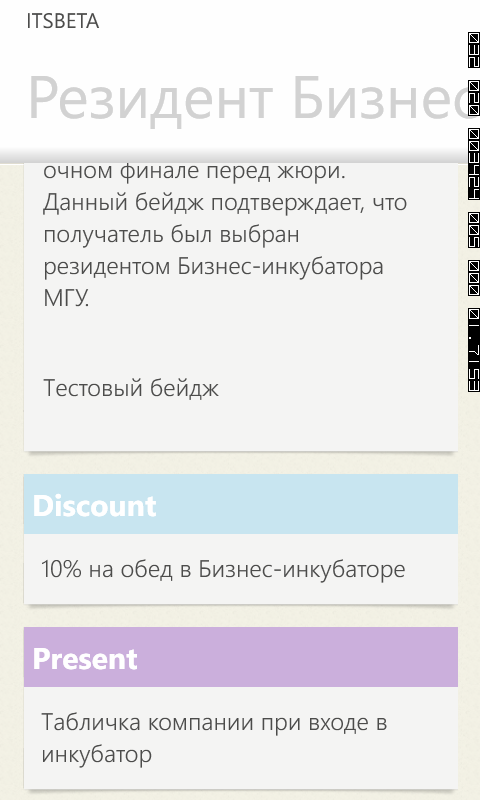 ITSBETA
Резидент Бизнес
очном финале перед жюри.
Данный бейдж подтверждает, что
получатель был выбран
резидентом Бизнес-инкубатора
МГУ.
Тестовый бейдж
Discount
10% на обед в Бизнес-инкубаторе
Present
Табличка компании при входе в
инкубатор